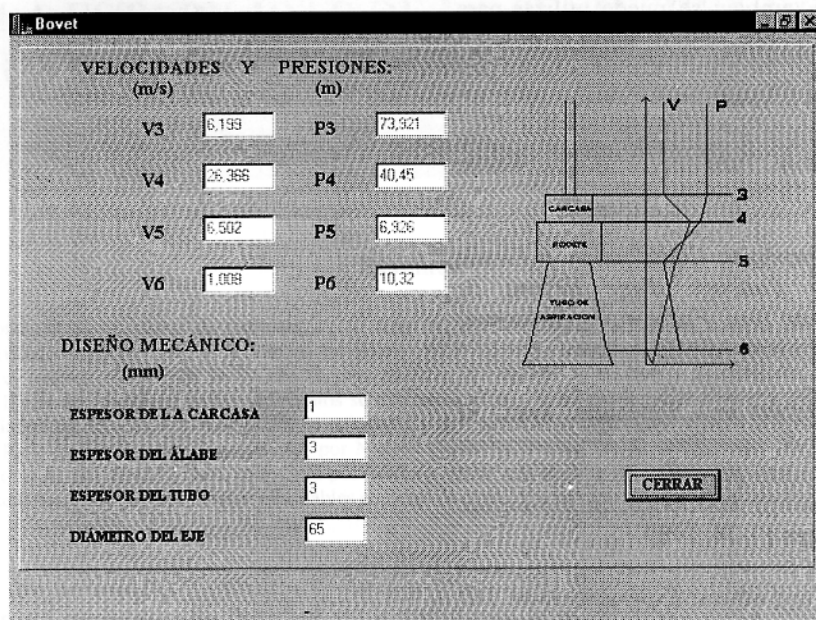 Bovet
VELOCIDADES Y PRESIONES:
(m/s) (m)
V3 6,199 P3 73,921
V4 26,366 P4 40,45
V5 6,502 P5 6,926
V6 1,008 P6 10,32
DISEÑO MECÁNICO:
(mm)
ESPESOR DE LA CARCASA 1
ESPESOR DEL ÁLABE 3
ESPESOR DEL TUBO 3
DIÁMETRO DEL EJE 65
V P
3
CARCASA
4
RODETE
5
TUBO DE
ASPIRACION
6
CERRAR